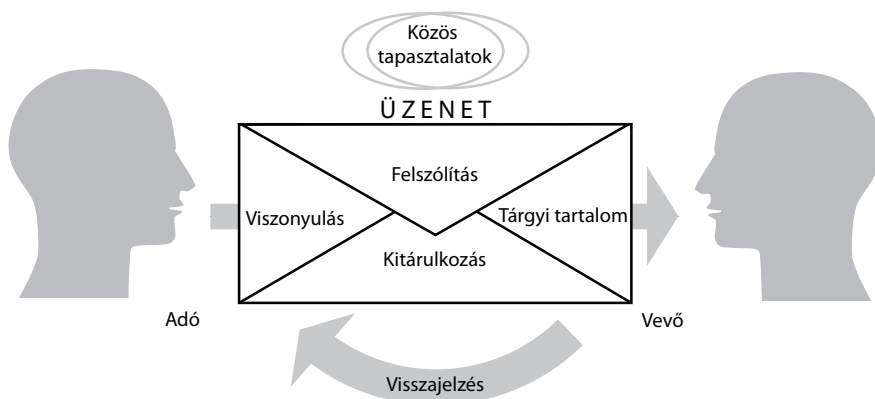 Közös
tapasztalatok
ÜZENET
Felszólítás
Viszonyulás
Tárgyi tartalom
Kitárulkozás
Adó
Vevő
Visszajelzés